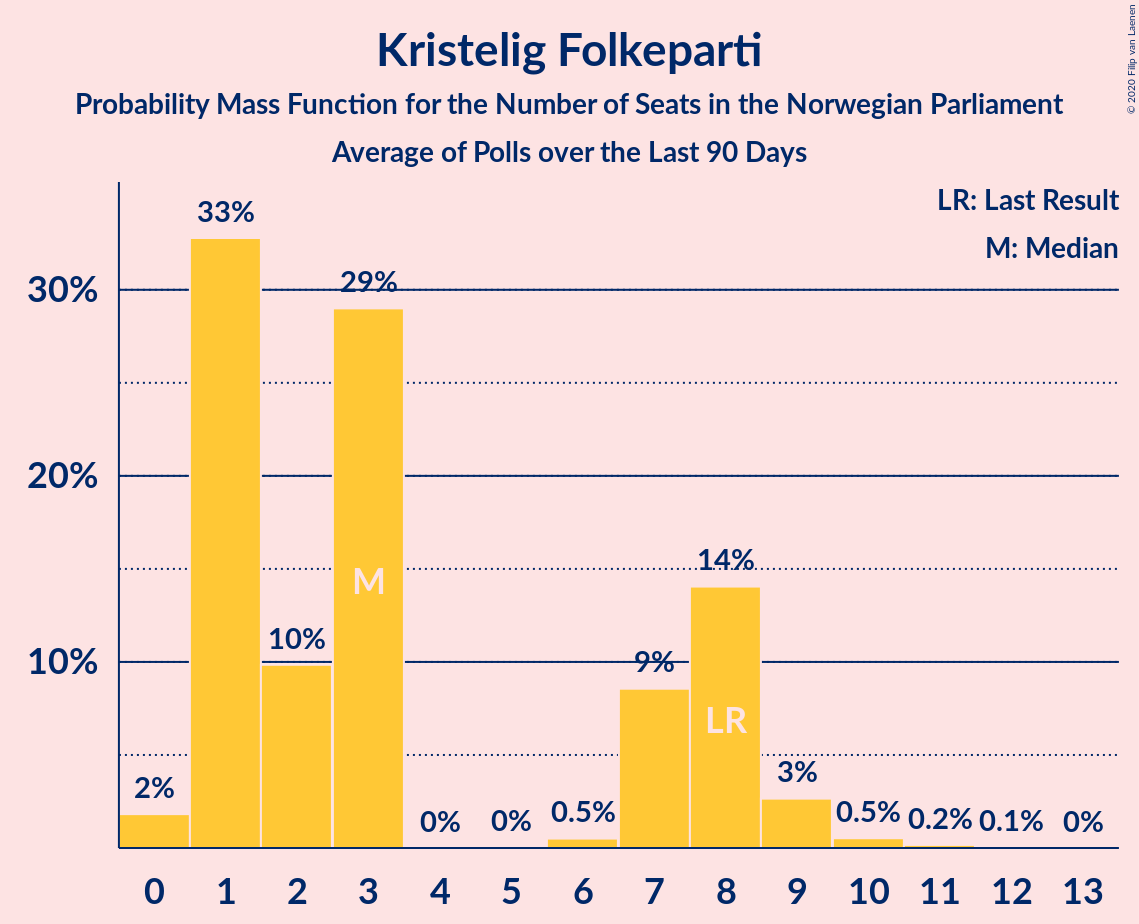 Kristelig Folkeparti
Probability Mass Function for the Number of Seats in the Norwegian Parliament
Average of Polls over the Last 90 Days
© 2020 Filip van Laenen
LR: Last Result
M: Median
30%
20%
10%
33%
29%
14%
10%
9%
2%
0%
0%
0.5%
3%
0.5%
0.2%
0.1%
0%
M
LR
0 1 2 3 4 5 6 7 8 9 10 11 12 13